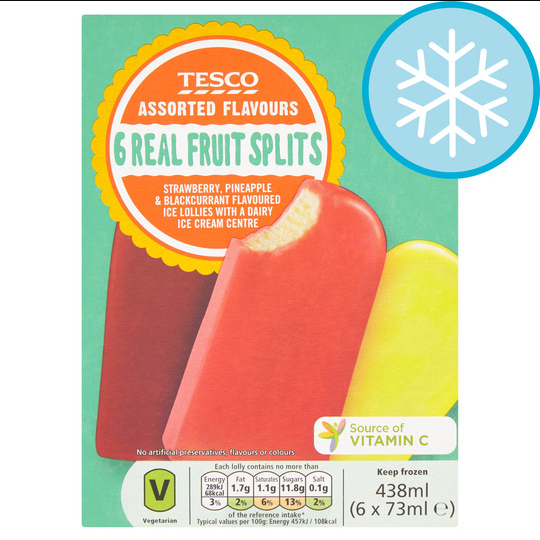 TESCO
ASSORTED FLAVOURS
6 REAL FRUIT SPLITS
STRAWBERRY, PINEAPPLE
& BLACKCURRANT FLAVOURED
ICE LOLLIES WITH A DAIRY
ICE CREAM CENTRE
Source of
VITAMIN C
No artificial preservatives, flavours or colours
V
Vegetarian
Each lolly contains no more than
Energy Fat Saturates Sugars Salt
289kJ
68kcal 1.7g 1.1g 11.8g 0.1g
3% 2% 6% 13% 2%
of the reference intake*
Typical values per 100g: Energy 457kJ / 108kcal
Keep frozen
438ml
(6 x 73ml ℮)